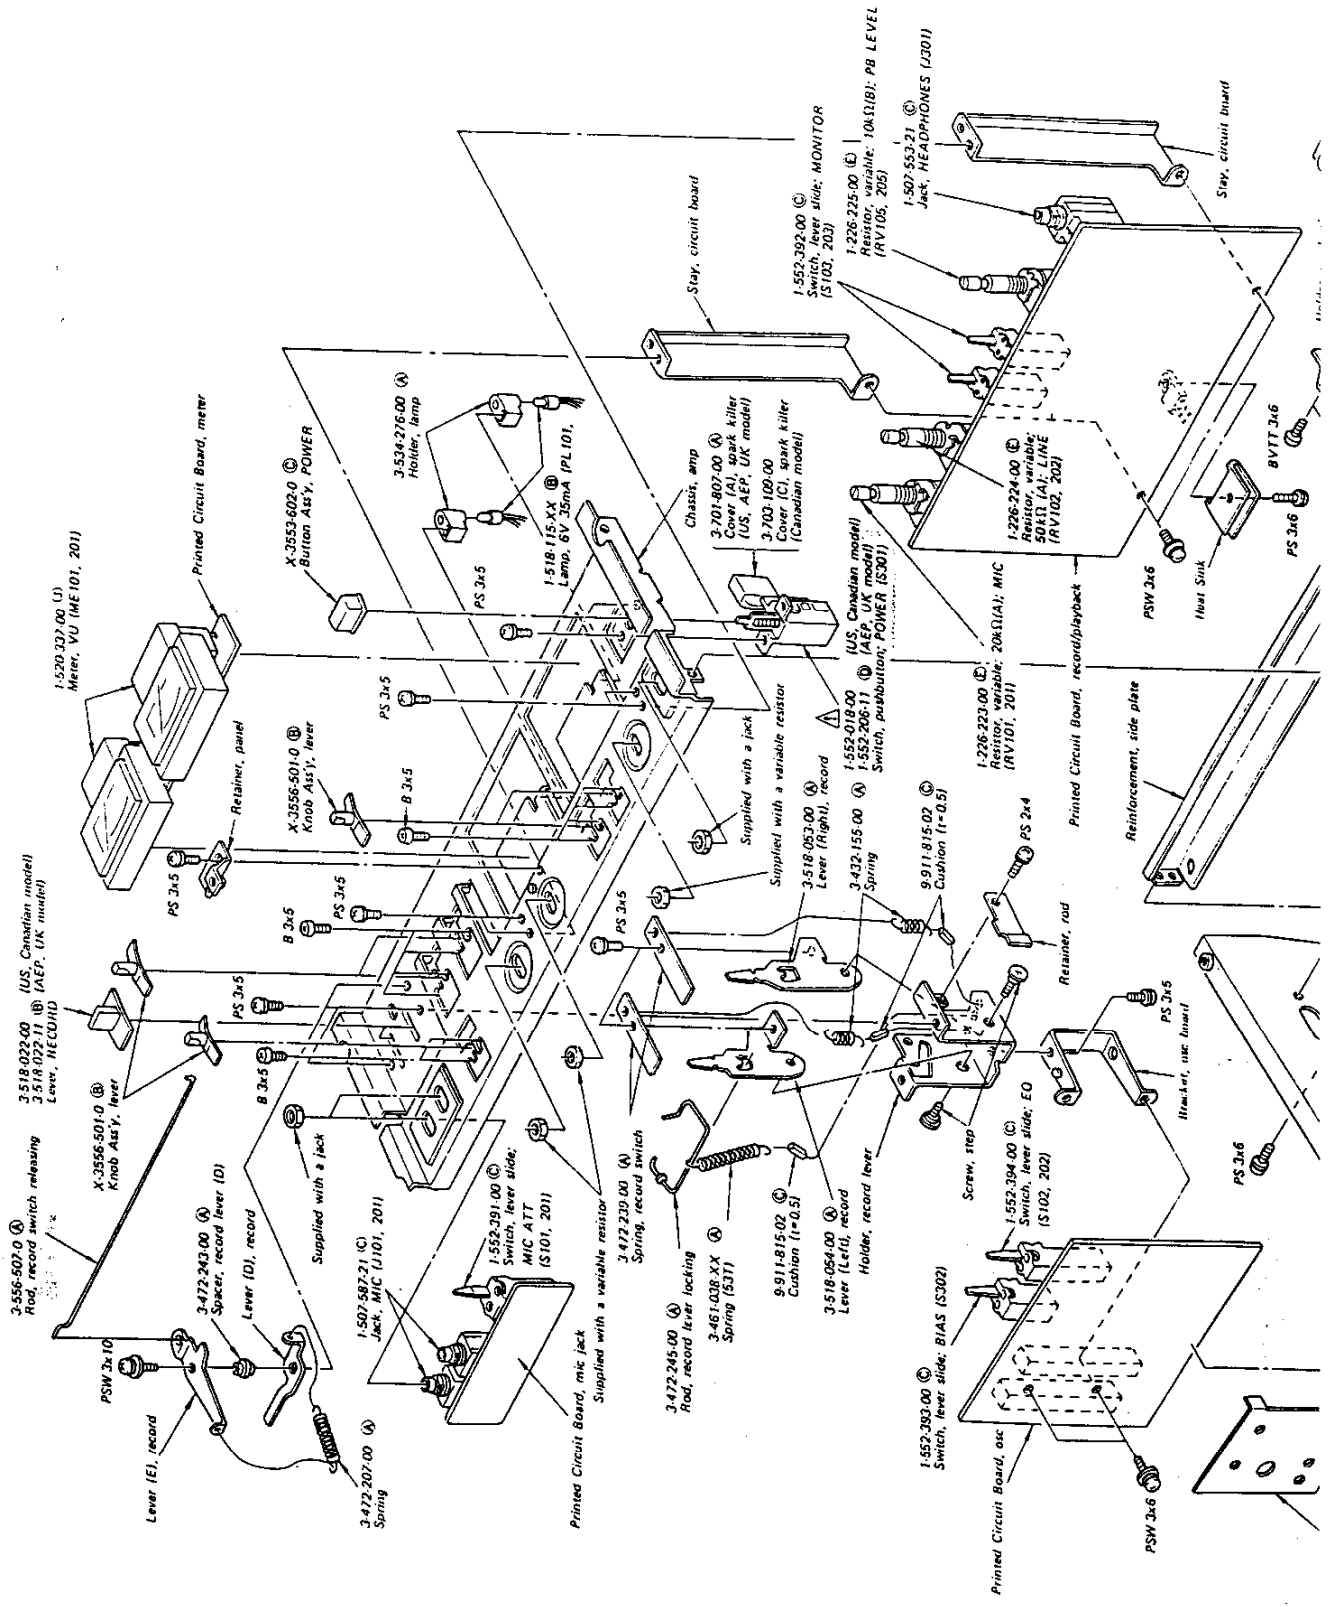 3-556-507-0 Ⓐ
Rod, record switch releasing
3-518-022-00 (US, Canadian model)
3-518-022-11 Ⓑ (AEP, UK model)
Lever, RECORD
X-3556-501-0 Ⓑ
Knob Ass'y, lever
1-520-337-00 Ⓙ
Meter, VU (ME101, 201)
Printed Circuit Board, meter
PS 3x5
Retainer, panel
X-3553-602-0 Ⓒ
Button Ass'y, POWER
X-3556-501-0 Ⓑ
Knob Ass'y, lever
B 3x5
PS 3x5
B 3x5
PS 3x5
B 3x5
PS 3x5
PS 3x5
3-534-276-00 Ⓐ
Holder, lamp
1-518-115-XX Ⓑ
Lamp, 6V 35mA (PL101,
PSW 3x10
Lever (E), record
3-472-243-00 Ⓐ
Spacer, record lever (D)
Lever (D), record
3-472-207-00 Ⓐ
Spring
Supplied with a jack
1-507-587-21 Ⓒ
Jack, MIC (J101, 201)
1-552-391-00 Ⓒ
Switch, lever slide;
MIC ATT
(S101, 201)
Printed Circuit Board, mic jack
Supplied with a variable resistor
3-472-239-00 Ⓐ
Spring, record switch
PS 3x5
Supplied with a jack
Supplied with a variable resistor
Chassis, amp
3-701-807-00 Ⓐ
Cover (A), spark killer
(US, AEP, UK model)
3-703-109-00
Cover (C), spark killer
(Canadian model)
1-552-018-00 (US, Canadian model)
1-552-206-11 Ⓓ (AEP, UK model)
Switch, pushbutton; POWER (S301)
Stay, circuit board
1-552-392-00 Ⓒ
Switch, lever slide; MONITOR
(S103, 203)
1-226-225-00 Ⓔ
Resistor, variable; 10kΩ(B); PB LEVEL
(RV105, 205)
1-507-553-21 Ⓒ
Jack, HEADPHONES (J301)
Stay, circuit board
3-472-245-00 Ⓐ
Rod, record lever locking
3-461-038-XX Ⓐ
Spring (53T)
9-911-815-02 Ⓒ
Cushion (t=0.5)
3-518-054-00 Ⓐ
Lever (Left), record
Holder, record lever
3-518-053-00 Ⓐ
Lever (Right), record
3-432-155-00 Ⓐ
Spring
9-911-815-02 Ⓒ
Cushion (t=0.5)
PS 2x4
Retainer, rod
Screw, step
PS 3x5
Bracket, osc board
1-226-223-00 Ⓔ
Resistor, variable; 20kΩ(A); MIC
(RV101, 201)
1-226-224-00 Ⓔ
Resistor, variable;
50kΩ (A); LINE
(RV102, 202)
Printed Circuit Board, record/playback
Reinforcement, side plate
PSW 3x6
Heat Sink
PS 3x6
BVTT 3x6
1-552-394-00 Ⓒ
Switch, lever slide; EQ
(S102, 202)
1-552-393-00 Ⓒ
Switch, lever slide; BIAS (S302)
Printed Circuit Board, osc
PSW 3x6
PS 3x6